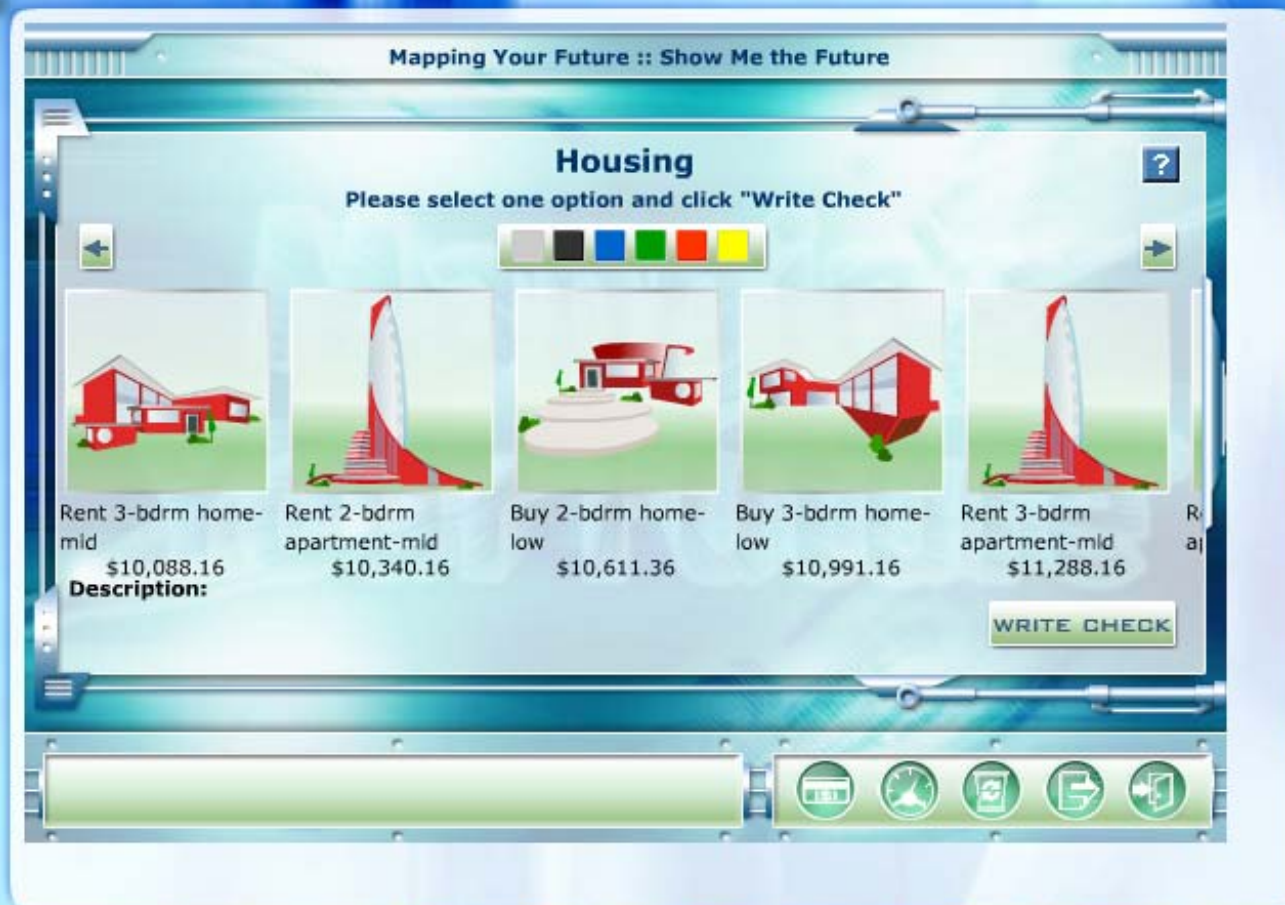 Mapping Your Future :: Show Me the Future
Housing
?
Please select one option and click "Write Check"
Rent 3-bdrm home-
mid
$10,088.16
Rent 2-bdrm
apartment-mid
$10,340.16
Buy 2-bdrm home-
low
$10,611.36
Buy 3-bdrm home-
low
$10,991.16
Rent 3-bdrm
apartment-mid
$11,288.16
Description:
WRITE CHECK